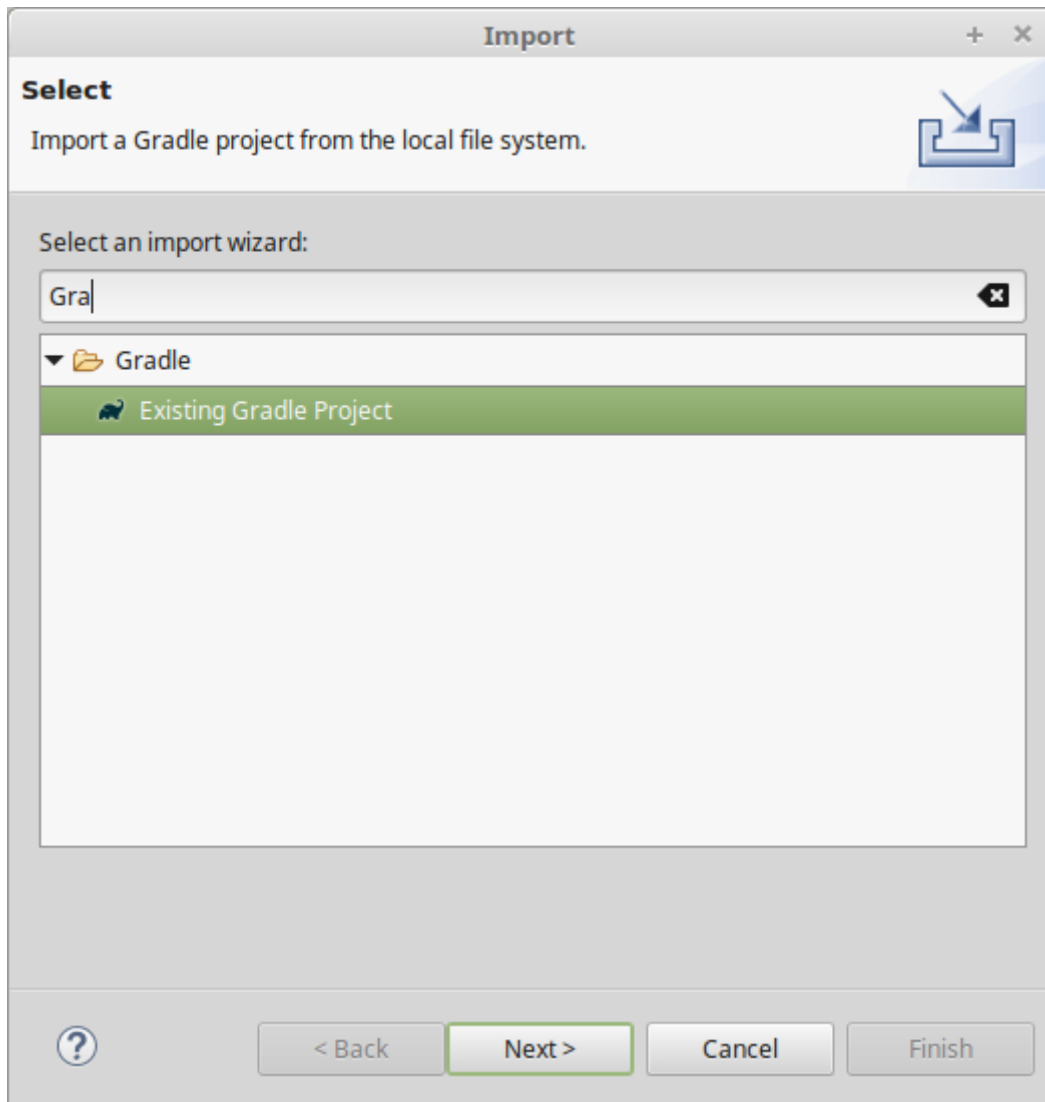 Import
Select
Import a Gradle project from the local file system.
Select an import wizard:
Gra
Gradle
Existing Gradle Project
?
< Back Next > Cancel Finish